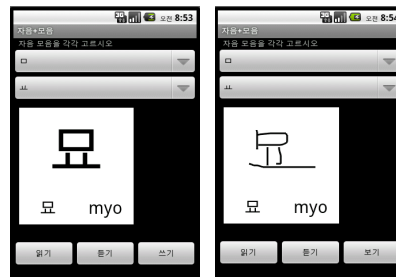 3G 오전 8:53
자음+모음
자음 모음을 각각 고르시오
ㅁ
ㅛ
묘
묘 myo
읽기 듣기 쓰기
3G 오전 8:54
자음+모음
자음 모음을 각각 고르시오
ㅁ
ㅛ
묘
묘 myo
읽기 듣기 보기